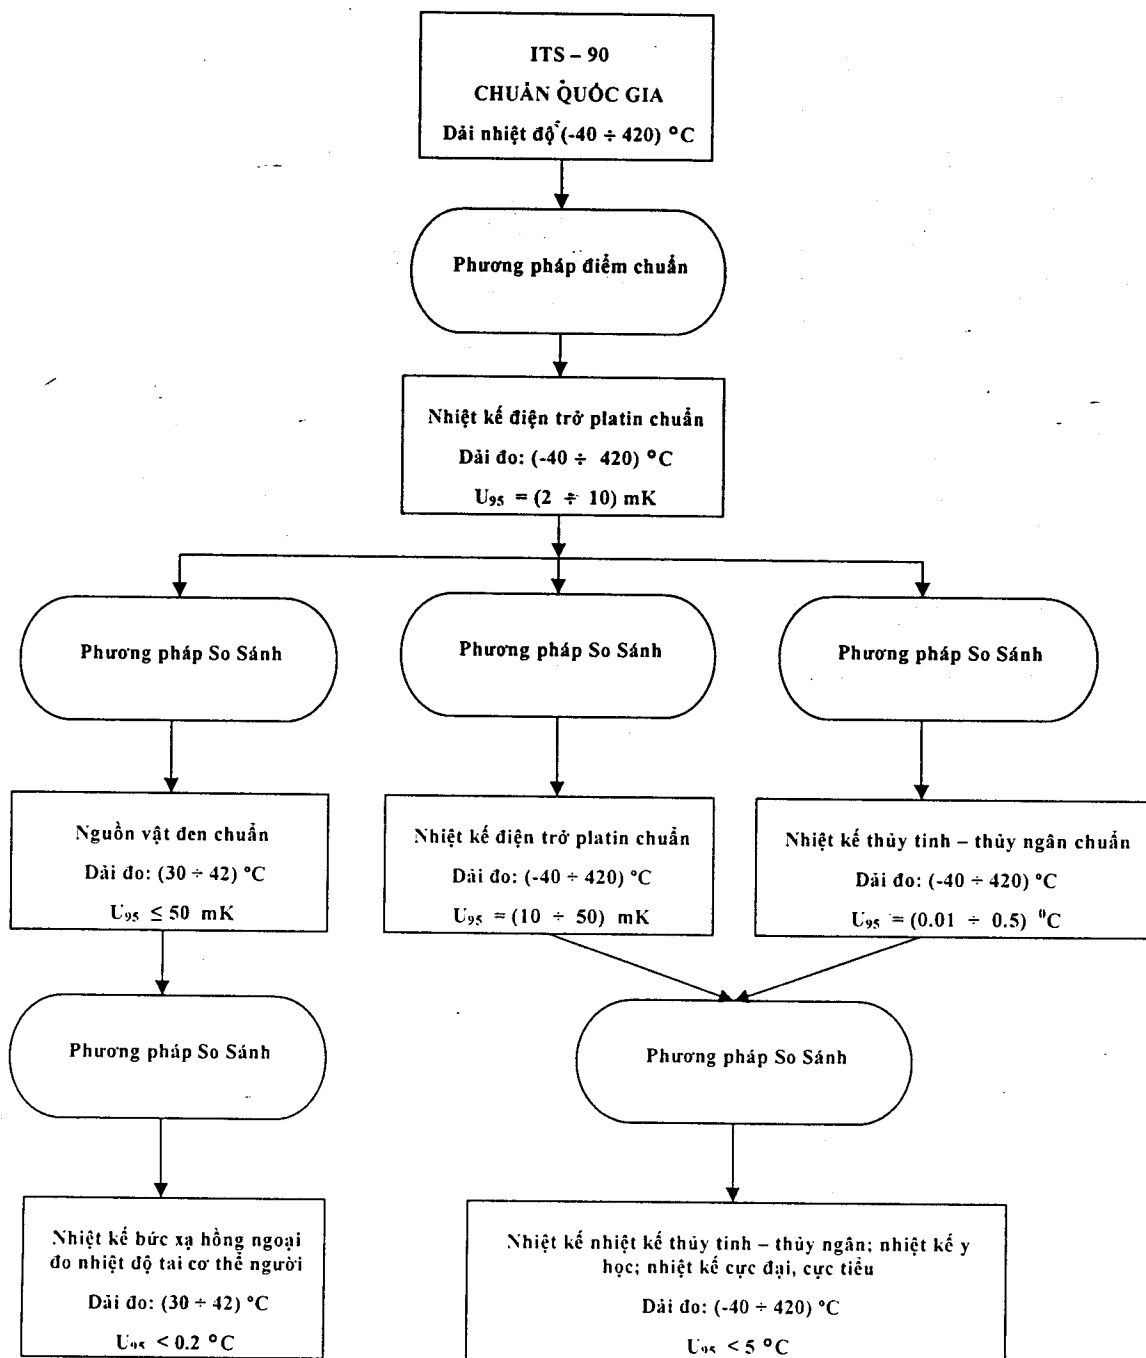 ITS – 90
CHUẨN QUỐC GIA
Dải nhiệt độ (-40 ÷ 420) °C
Phương pháp điểm chuẩn
Nhiệt kế điện trở platin chuẩn
Dải đo: (-40 ÷ 420) °C
U₉₅ = (2 ÷ 10) mK
Phương pháp So Sánh
Phương pháp So Sánh
Phương pháp So Sánh
Nguồn vật đen chuẩn
Dải đo: (30 ÷ 42) °C
U₉₅ ≤ 50 mK
Nhiệt kế điện trở platin chuẩn
Dải đo: (-40 ÷ 420) °C
U₉₅ = (10 ÷ 50) mK
Nhiệt kế thủy tinh – thủy ngân chuẩn
Dải đo: (-40 ÷ 420) °C
U₉₅ = (0.01 ÷ 0.5) ⁰C
Phương pháp So Sánh
Phương pháp So Sánh
Nhiệt kế bức xạ hồng ngoại
đo nhiệt độ tai cơ thể người
Dải đo: (30 ÷ 42) °C
U₉₅ < 0.2 °C
Nhiệt kế nhiệt kế thủy tinh – thủy ngân; nhiệt kế y
học; nhiệt kế cực đại, cực tiểu
Dải đo: (-40 ÷ 420) °C
U₉₅ < 5 °C